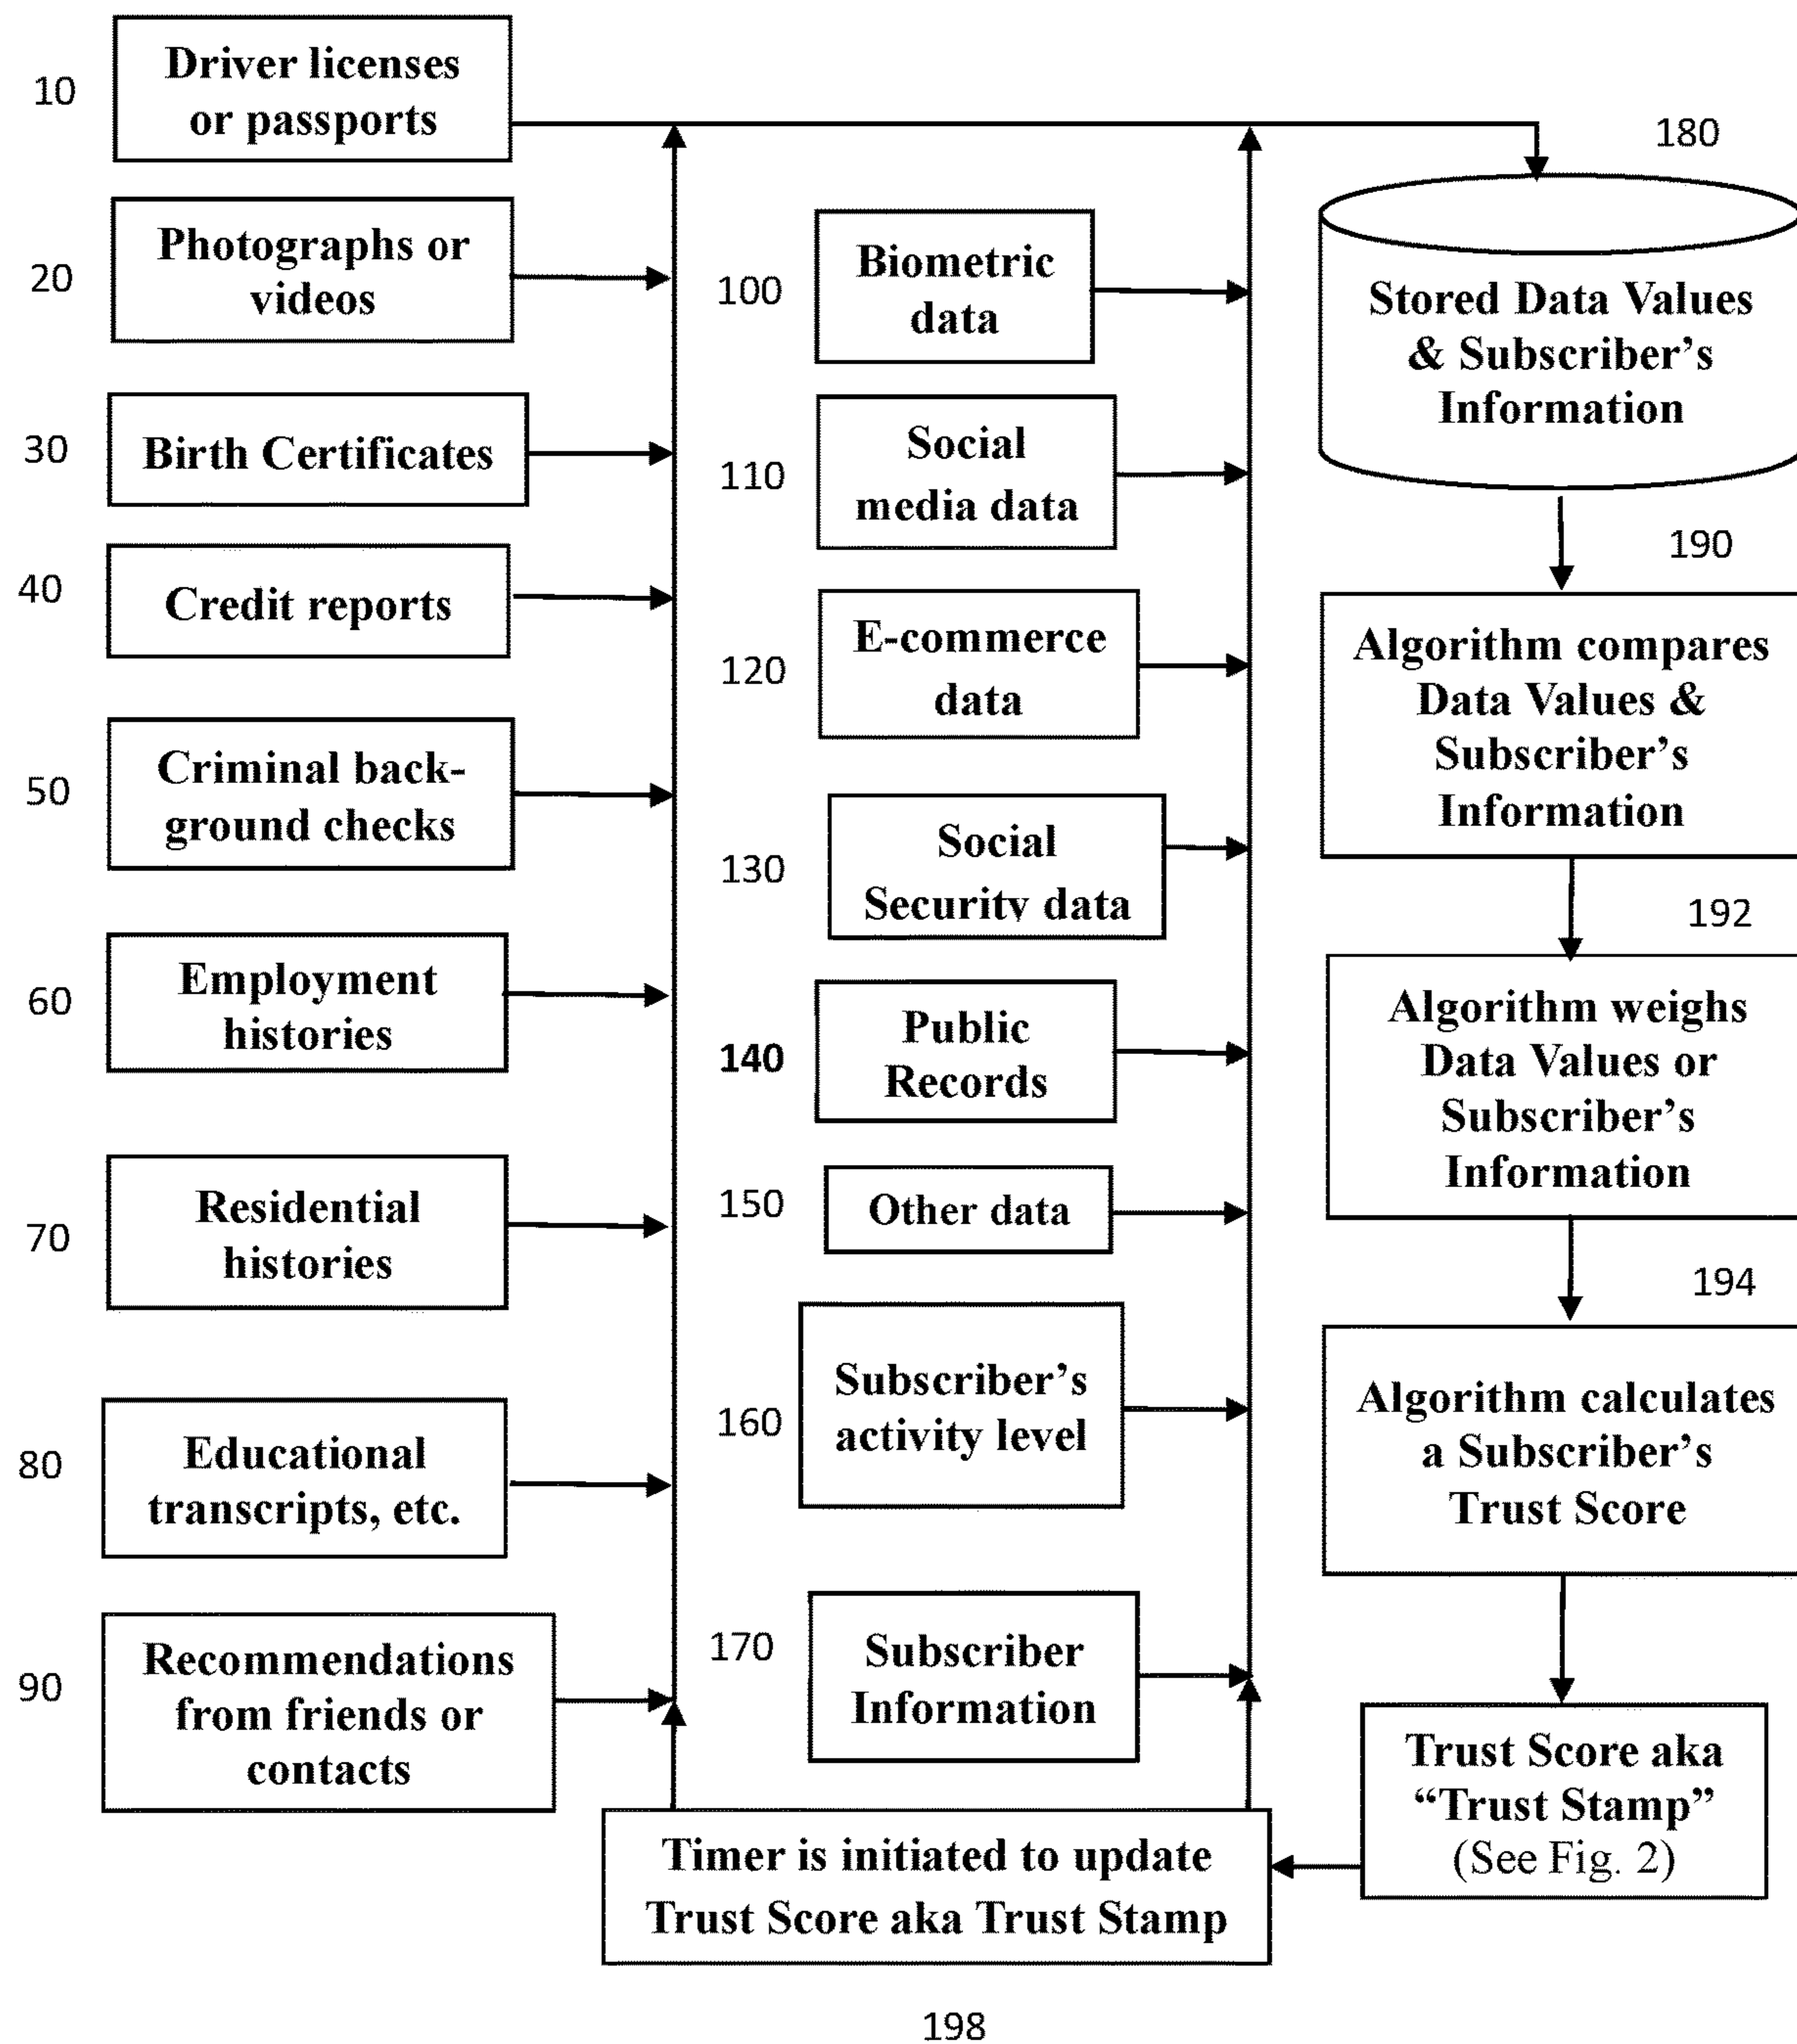 10
Driver licenses
or passports
20
Photographs or
videos
30
Birth Certificates
40
Credit reports
50
Criminal back-
ground checks
60
Employment
histories
70
Residential
histories
80
Educational
transcripts, etc.
90
Recommendations
from friends or
contacts
100
Biometric
data
110
Social
media data
120
E-commerce
data
130
Social
Security data
140
Public
Records
150
Other data
160
Subscriber’s
activity level
170
Subscriber
Information
180
Stored Data Values
& Subscriber’s
Information
190
Algorithm compares
Data Values &
Subscriber’s
Information
192
Algorithm weighs
Data Values or
Subscriber’s
Information
194
Algorithm calculates
a Subscriber’s
Trust Score
Trust Score aka
“Trust Stamp”
(See Fig. 2)
Timer is initiated to update
Trust Score aka Trust Stamp
198